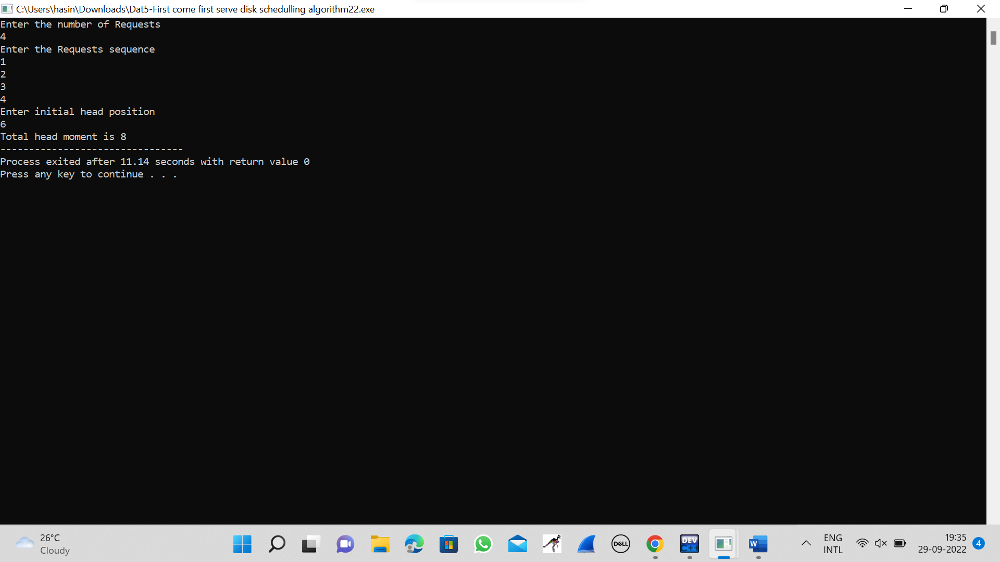 C:\Users\hasin\Downloads\Dat5-First come first serve disk schedulling algorithm22.exe
Enter the number of Requests
4
Enter the Requests sequence
1
2
3
4
Enter initial head position
6
Total head moment is 8
--------------------------------
Process exited after 11.14 seconds with return value 0
Press any key to continue . . .
26°C
Cloudy
DELL
DEV
C++
W
ENG
INTL
19:35
29-09-2022
4